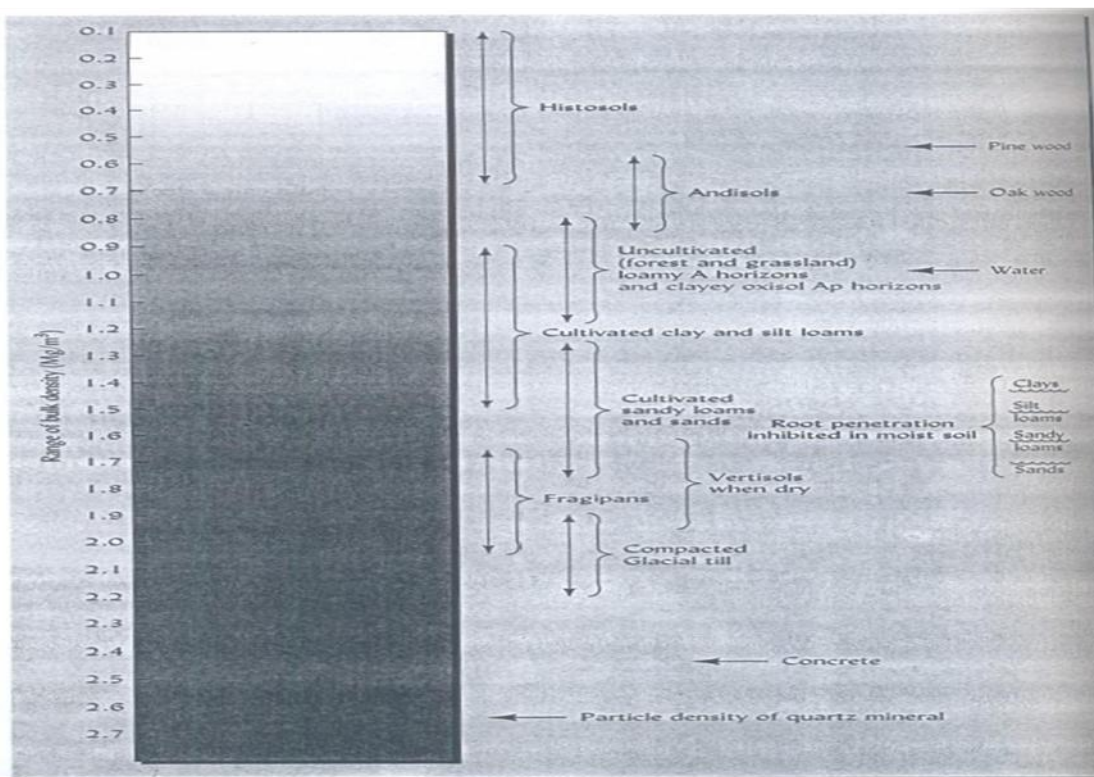 Range of bulk density (Mg/m³)
0.1
0.2
0.3
0.4
0.5
0.6
0.7
0.8
0.9
1.0
1.1
1.2
1.3
1.4
1.5
1.6
1.7
1.8
1.9
2.0
2.1
2.2
2.3
2.4
2.5
2.6
2.7
Histosols
Pine wood
Andisols
Oak wood
Uncultivated
(forest and grassland)
loamy A horizons
and clayey oxisol Ap horizons
Water
Cultivated clay and silt loams
Cultivated
sandy loams
and sands
Root penetration
inhibited in moist soil
Clays
Silt
loams
Sandy
loams
Sands
Vertisols
when dry
Fragipans
Compacted
Glacial till
Concrete
Particle density of quartz mineral